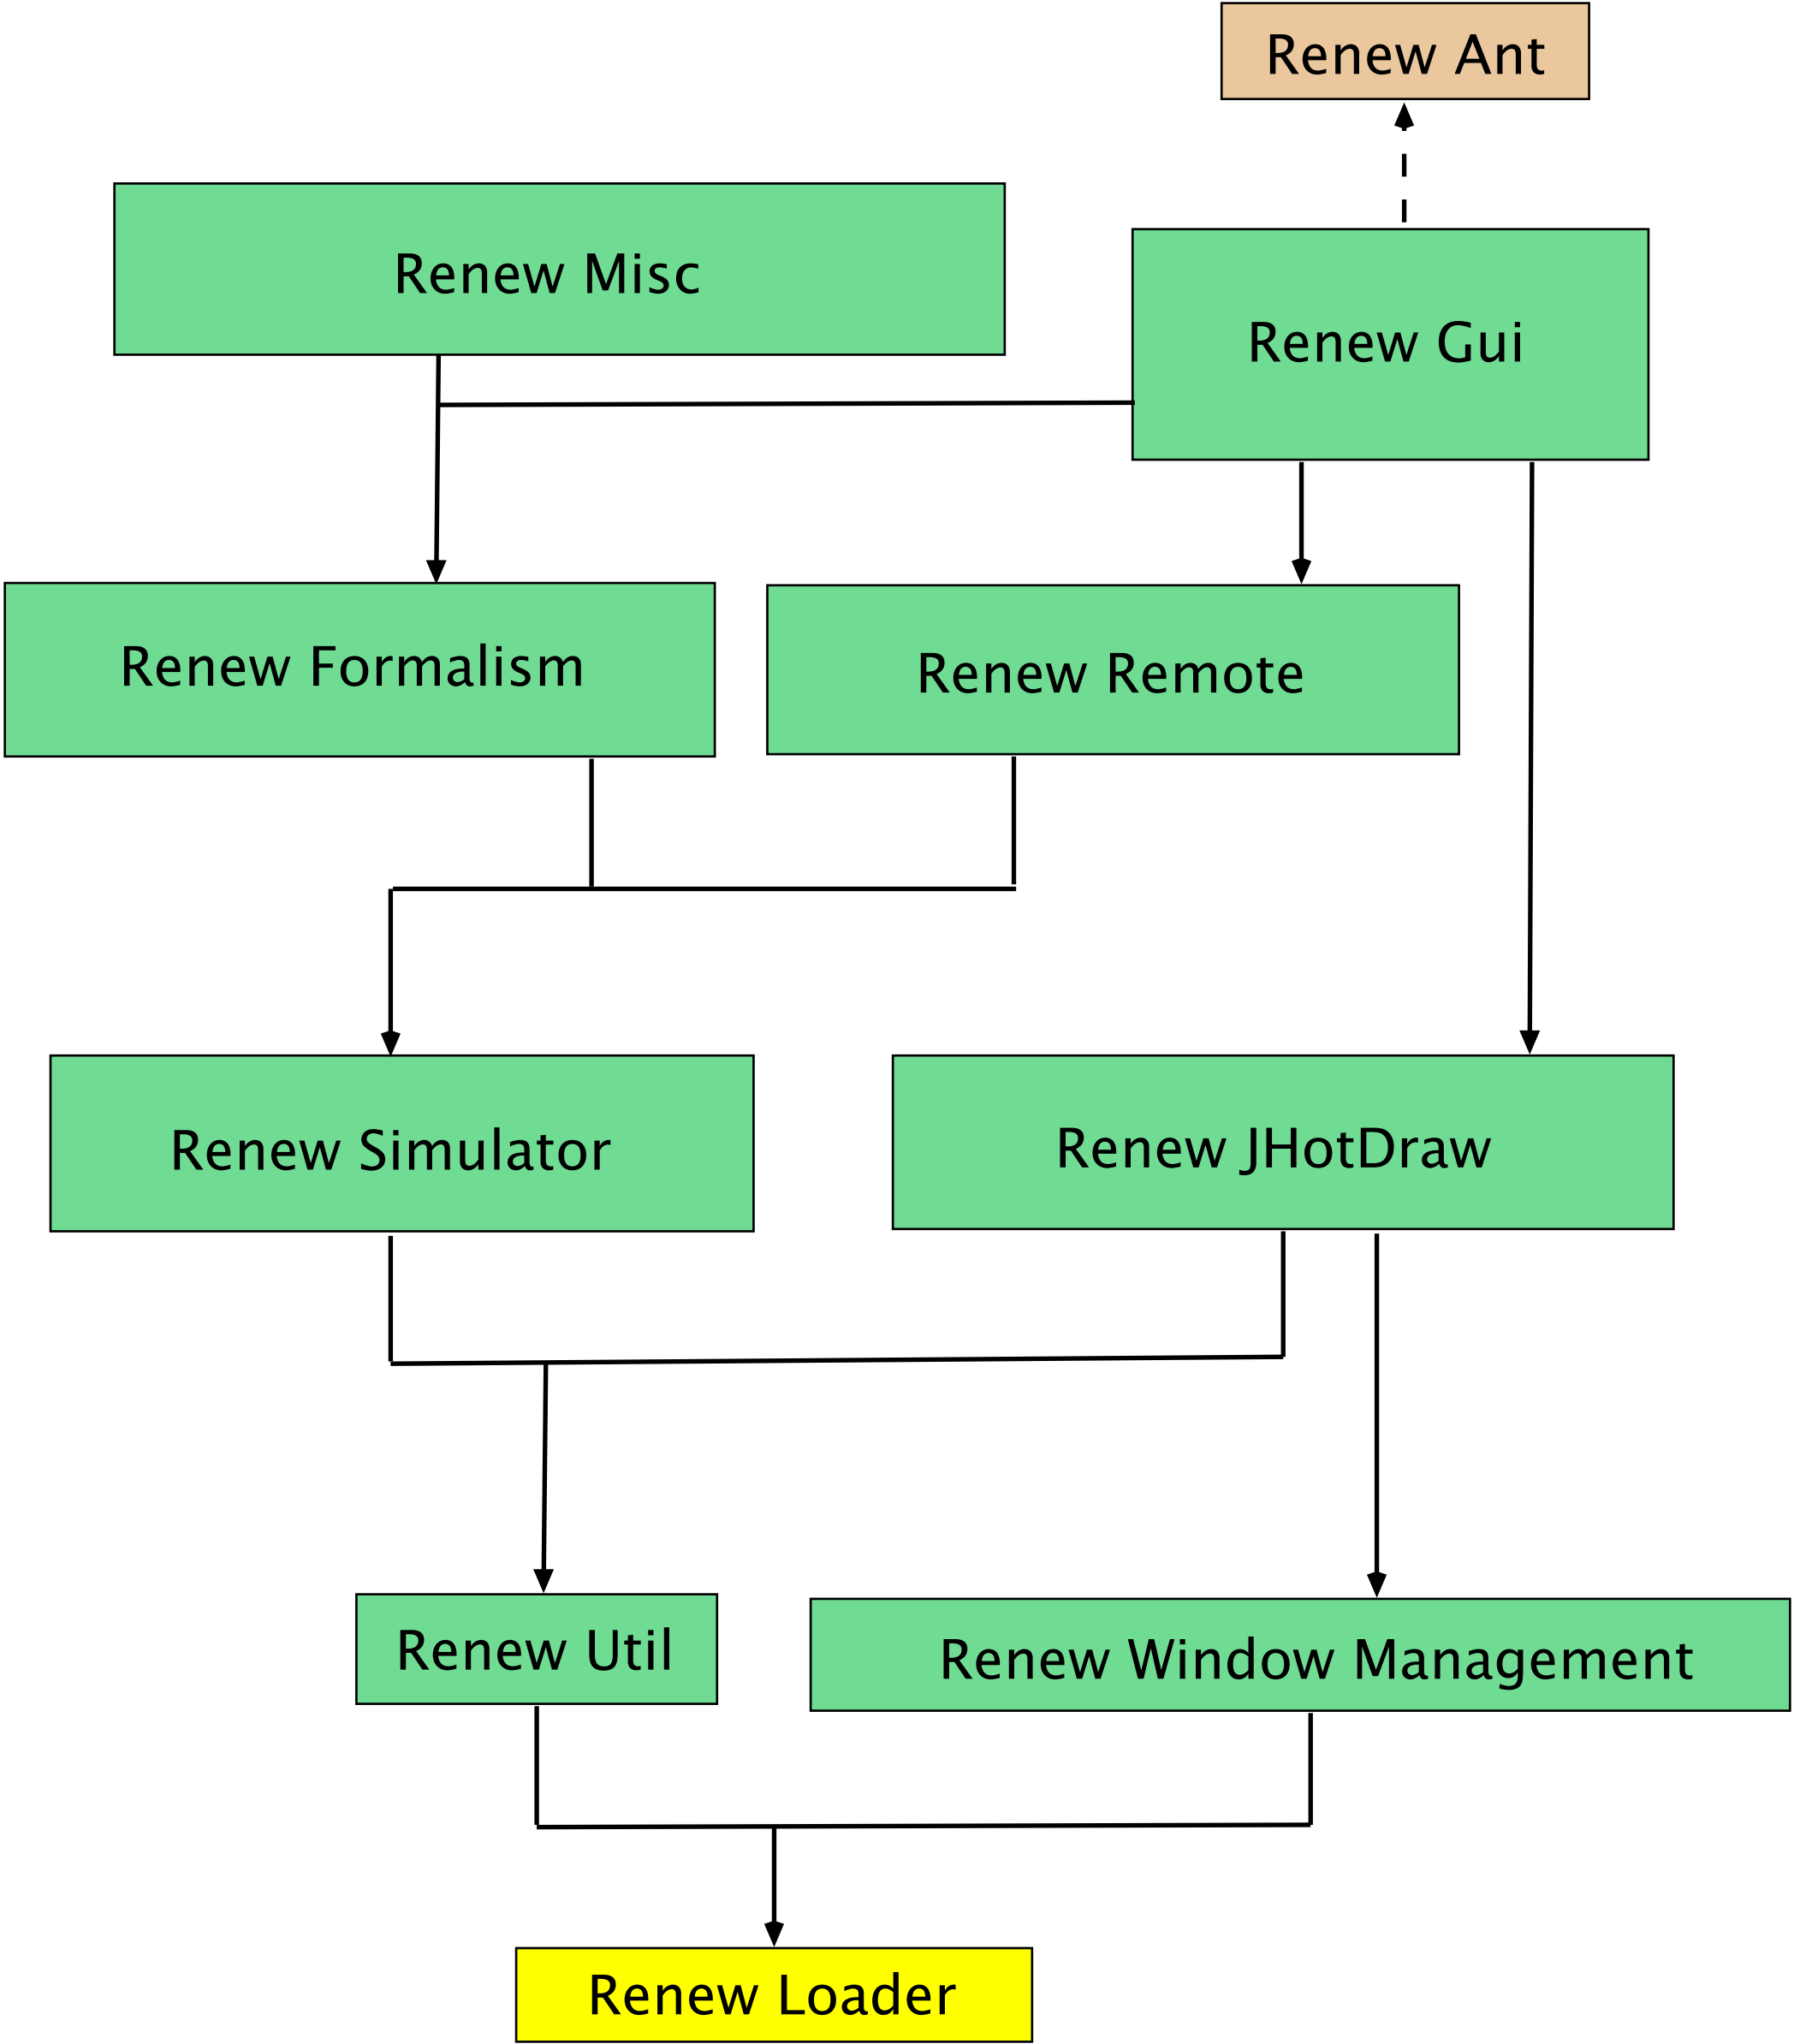 Renew Ant
Renew Misc
Renew Gui
Renew Formalism
Renew Remote
Renew Simulator
Renew JHotDraw
Renew Util
Renew Window Management
Renew Loader